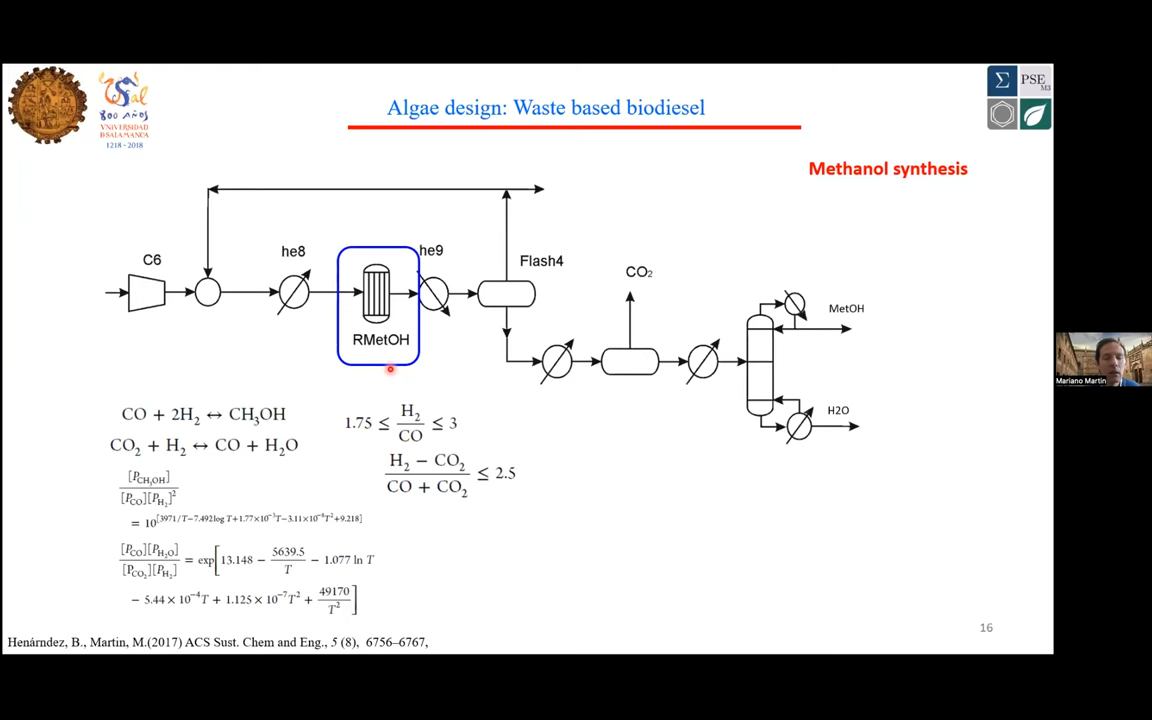 Algae design: Waste based biodiesel
800 AÑOS
VNIVERSIDAD
D SALAMANCA
1218 - 2018
Σ PSE
M3
Methanol synthesis
C6
he8
he9
Flash4
RMetOH
CO₂
MetOH
H2O
CO + 2H₂ ↔ CH₃OH
CO₂ + H₂ ↔ CO + H₂O
1.75 ≤ H₂/CO ≤ 3
(H₂ − CO₂)/(CO + CO₂) ≤ 2.5
[P_CH₃OH]/([P_CO][P_H₂]²)
= 10^[3971/T−7.492log T+1.77×10⁻³T−3.11×10⁻⁸T²+9.218]
[P_CO][P_H₂O]/([P_CO₂][P_H₂]) = exp[13.148 − 5639.5/T − 1.077 ln T
− 5.44 × 10⁻⁴T + 1.125 × 10⁻⁷T² + 49170/T²]
Henárndez, B., Martin, M.(2017) ACS Sust. Chem and Eng., 5 (8), 6756–6767,
16
Mariano Martin